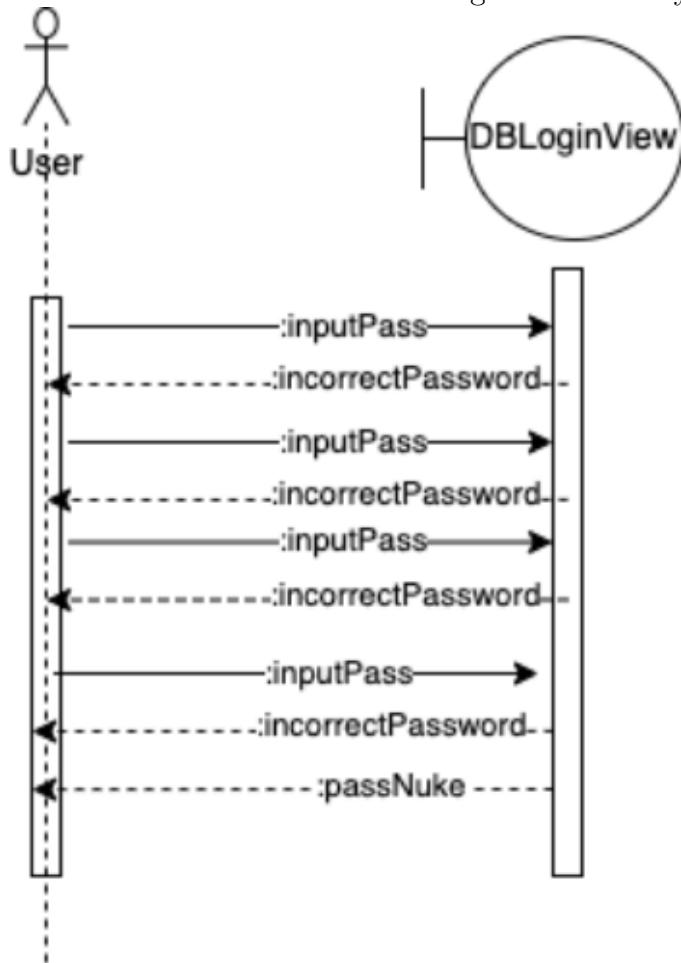 User
DBLoginView
:inputPass
:incorrectPassword
:inputPass
:incorrectPassword
:inputPass
:incorrectPassword
:inputPass
:incorrectPassword
:passNuke